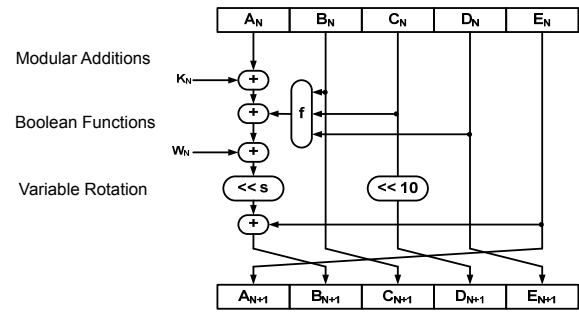 A_N B_N C_N D_N E_N
Modular Additions
K_N
+
Boolean Functions
+
f
W_N
+
Variable Rotation
<< s
<< 10
+
A_N+1 B_N+1 C_N+1 D_N+1 E_N+1